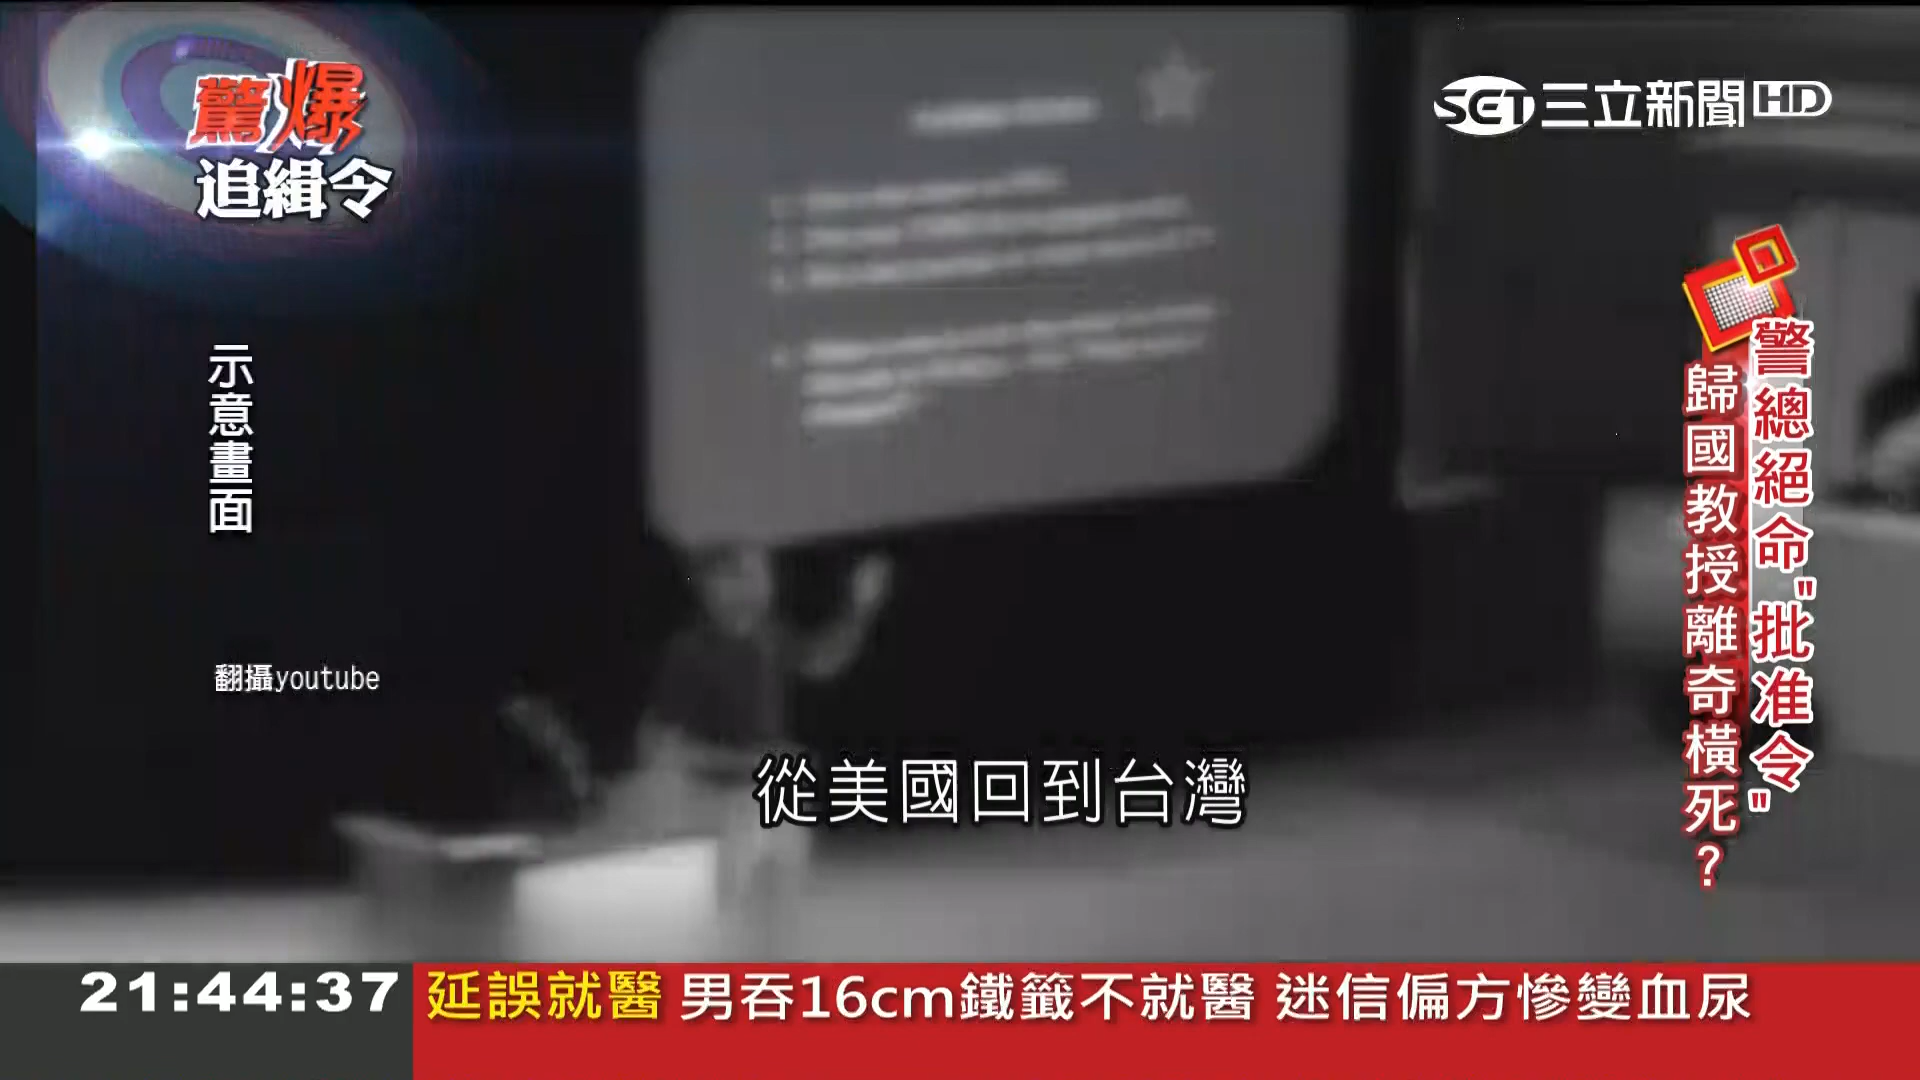 驚爆
追緝令
SET三立新聞HD
警總絕命"批准令"
歸國教授離奇橫死？
示意畫面
翻攝youtube
從美國回到台灣
21:44:37
延誤就醫 男吞16cm鐵籤不就醫 迷信偏方慘變血尿